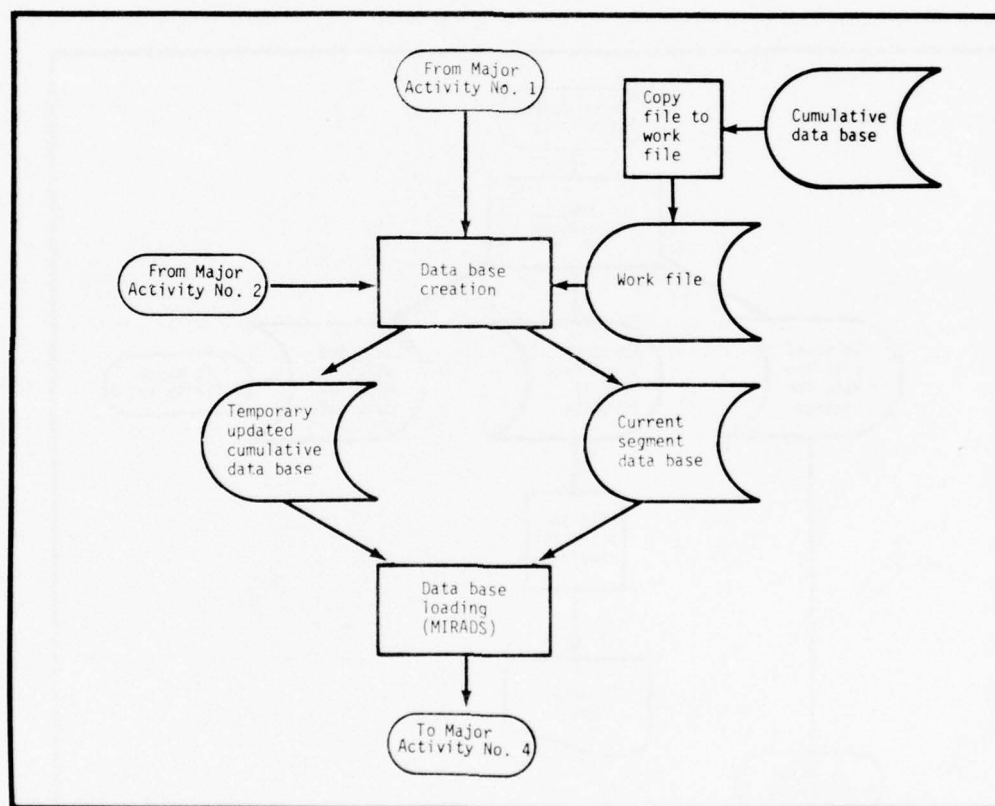 From Major
Activity No. 1
Copy
file to
work
file
Cumulative
data base
From Major
Activity No. 2
Data base
creation
Work file
Temporary
updated
cumulative
data base
Current
segment
data base
Data base
loading
(MIRADS)
To Major
Activity No. 4